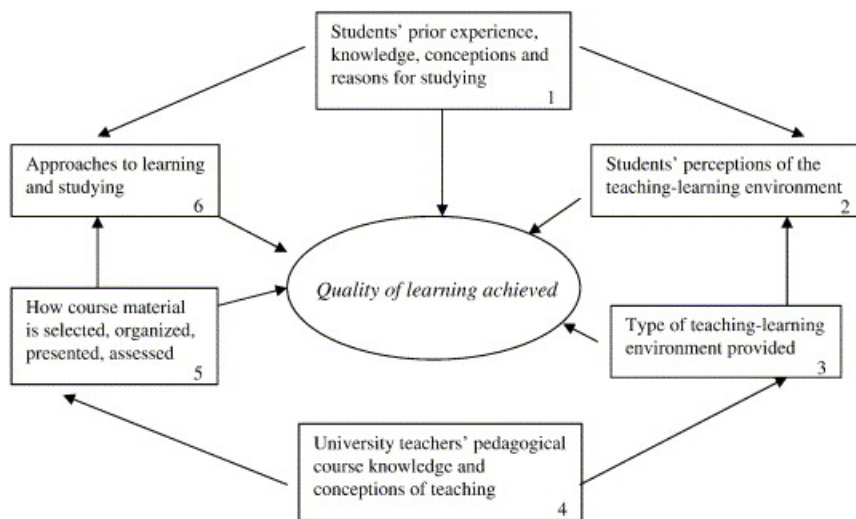 Students' prior experience,
knowledge, conceptions and
reasons for studying
1
Approaches to learning
and studying
6
Students' perceptions of the
teaching-learning environment
2
Quality of learning achieved
How course material
is selected, organized,
presented, assessed
5
Type of teaching-learning
environment provided
3
University teachers' pedagogical
course knowledge and
conceptions of teaching
4